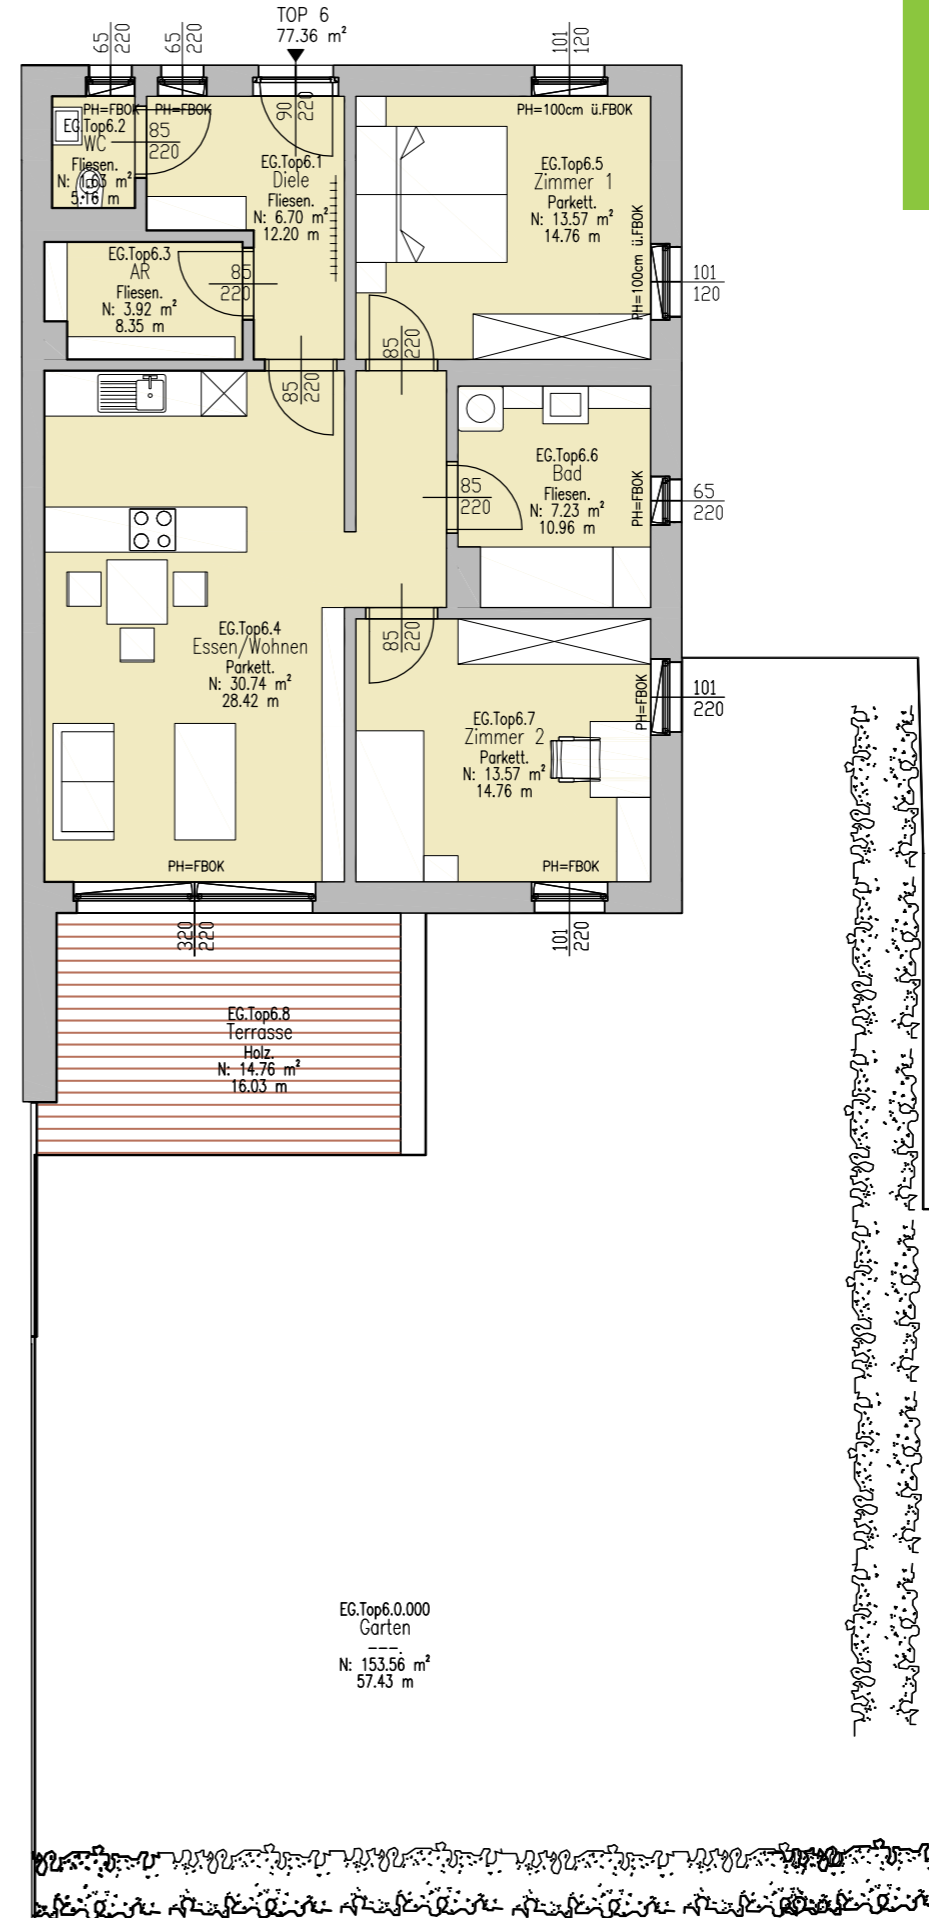 TOP 6
77.36 m²
65
220
65
220
90
220
101
120
PH=FBOK
PH=FBOK
PH=100cm ü.FBOK
EG.Top6.2
WC
Fliesen.
N: 1.63 m²
5.16 m
85
220
EG.Top6.1
Diele
Fliesen.
N: 6.70 m²
12.20 m
EG.Top6.5
Zimmer 1
Parkett.
N: 13.57 m²
14.76 m
PH=100cm ü.FBOK
101
120
EG.Top6.3
AR
Fliesen.
N: 3.92 m²
8.35 m
85
220
85
220
85
220
EG.Top6.6
Bad
Fliesen.
N: 7.23 m²
10.96 m
85
220
PH=FBOK
65
220
EG.Top6.4
Essen/Wohnen
Parkett.
N: 30.74 m²
28.42 m
85
220
EG.Top6.7
Zimmer 2
Parkett.
N: 13.57 m²
14.76 m
PH=FBOK
101
220
PH=FBOK
PH=FBOK
320
220
101
220
EG.Top6.8
Terrasse
Holz.
N: 14.76 m²
16.03 m
EG.Top6.0.000
Garten
---.
N: 153.56 m²
57.43 m